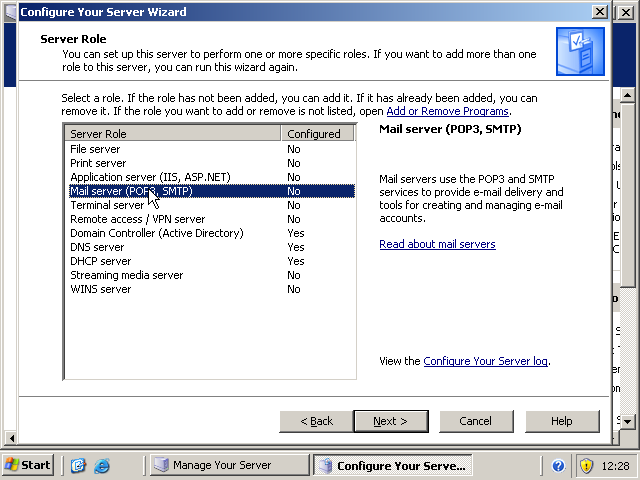 Configure Your Server Wizard
Server Role
You can set up this server to perform one or more specific roles. If you want to add more than one
role to this server, you can run this wizard again.
Select a role. If the role has not been added, you can add it. If it has already been added, you can
remove it. If the role you want to add or remove is not listed, open Add or Remove Programs.
Server Role Configured
File server No
Print server No
Application server (IIS, ASP.NET) No
Mail server (POP3, SMTP) No
Terminal server No
Remote access / VPN server No
Domain Controller (Active Directory) Yes
DNS server Yes
DHCP server Yes
Streaming media server No
WINS server No
Mail server (POP3, SMTP)
Mail servers use the POP3 and SMTP
services to provide e-mail delivery and
tools for creating and managing e-mail
accounts.
Read about mail servers
View the Configure Your Server log.
< Back Next > Cancel Help
Start Manage Your Server Configure Your Serve... 12:28